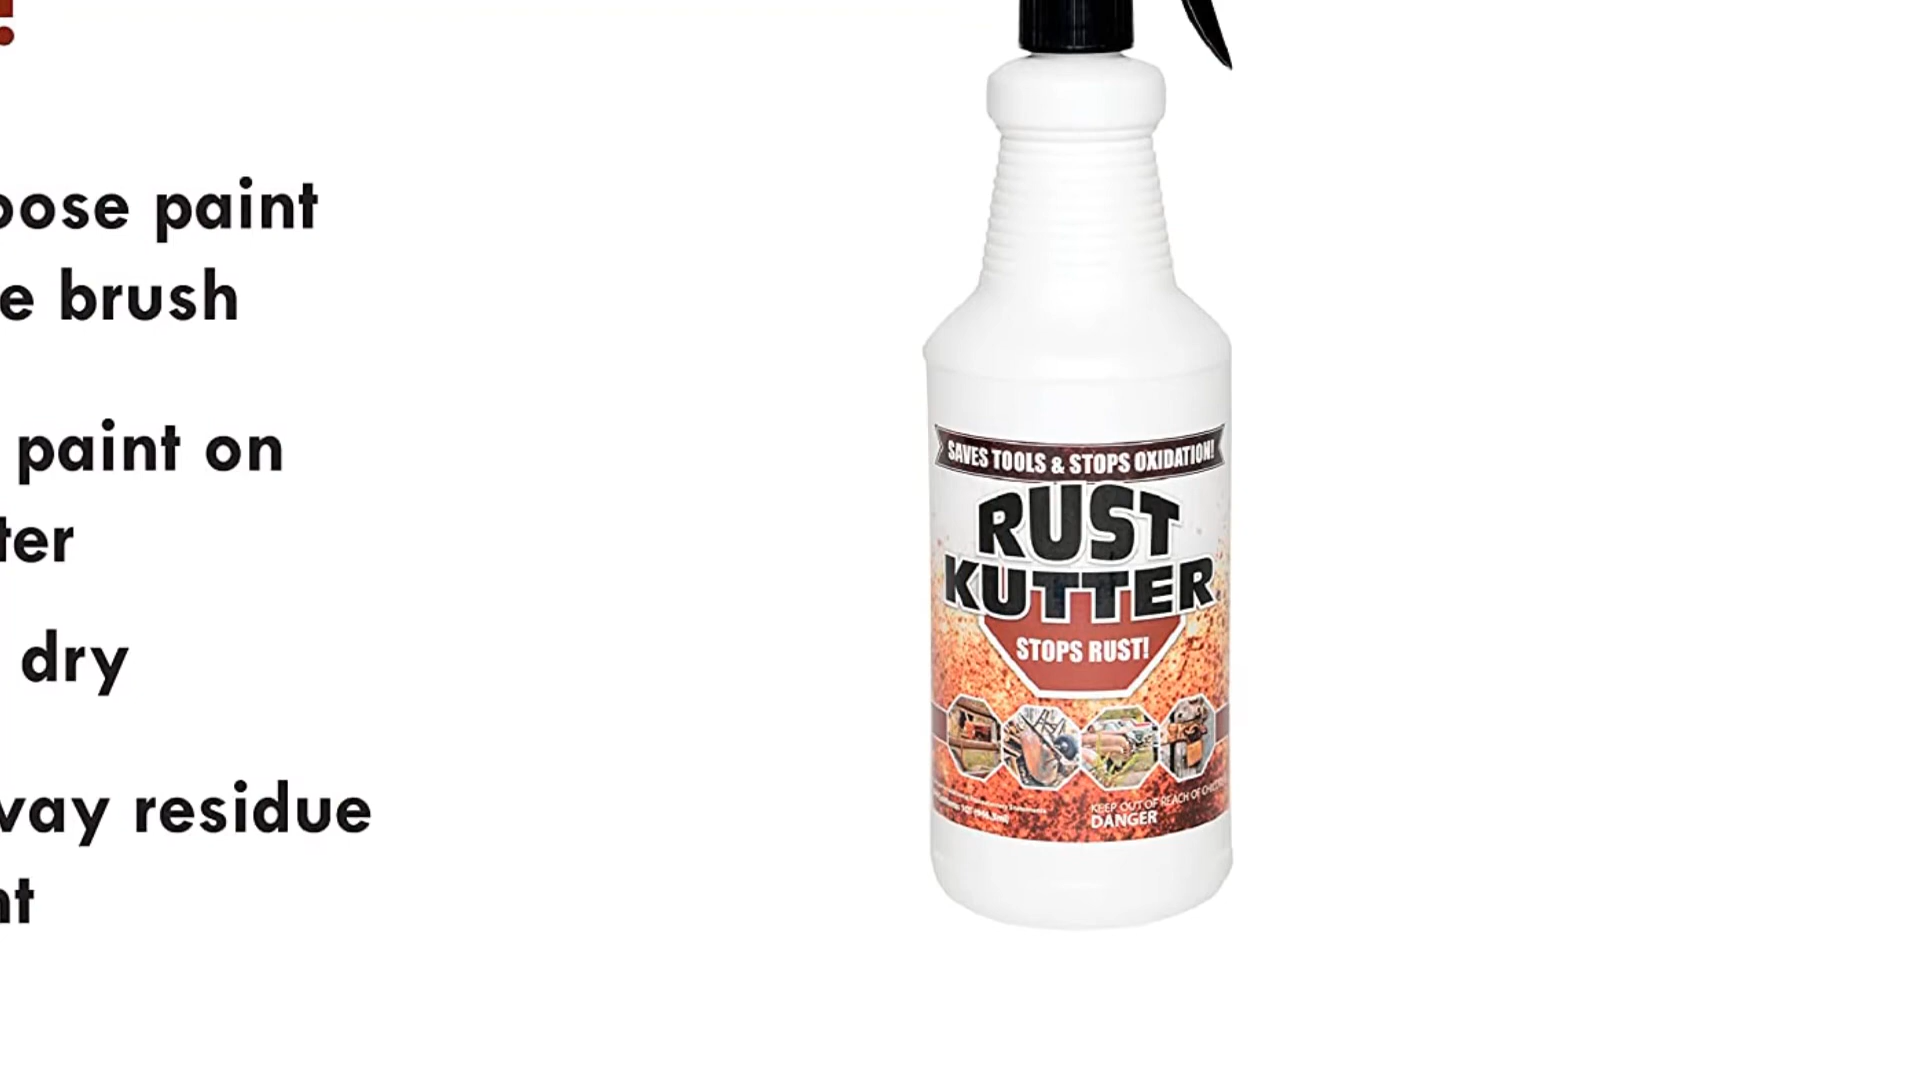 !
oose paint
e brush
paint on
ter
dry
way residue
nt
SAVES TOOLS & STOPS OXIDATION!
RUST
KUTTER
STOPS RUST!
KEEP OUT OF REACH OF CHILDREN
DANGER